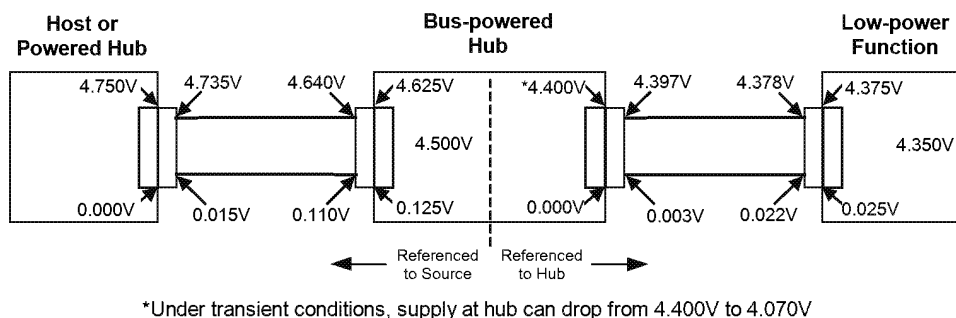 Host or
Powered Hub
Bus-powered
Hub
Low-power
Function
4.750V 4.735V 4.640V 4.625V *4.400V 4.397V 4.378V 4.375V
4.500V 4.350V
0.000V 0.015V 0.110V 0.125V 0.000V 0.003V 0.022V 0.025V
Referenced
to Source
Referenced
to Hub
*Under transient conditions, supply at hub can drop from 4.400V to 4.070V